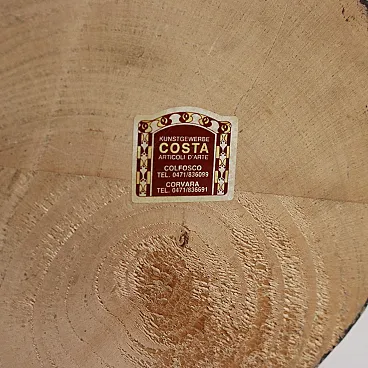 KUNSTGEWERBE
COSTA
ARTICOLI D'ARTE
COLFOSCO
TEL. 0471/836099
CORVARA
TEL. 0471/836691